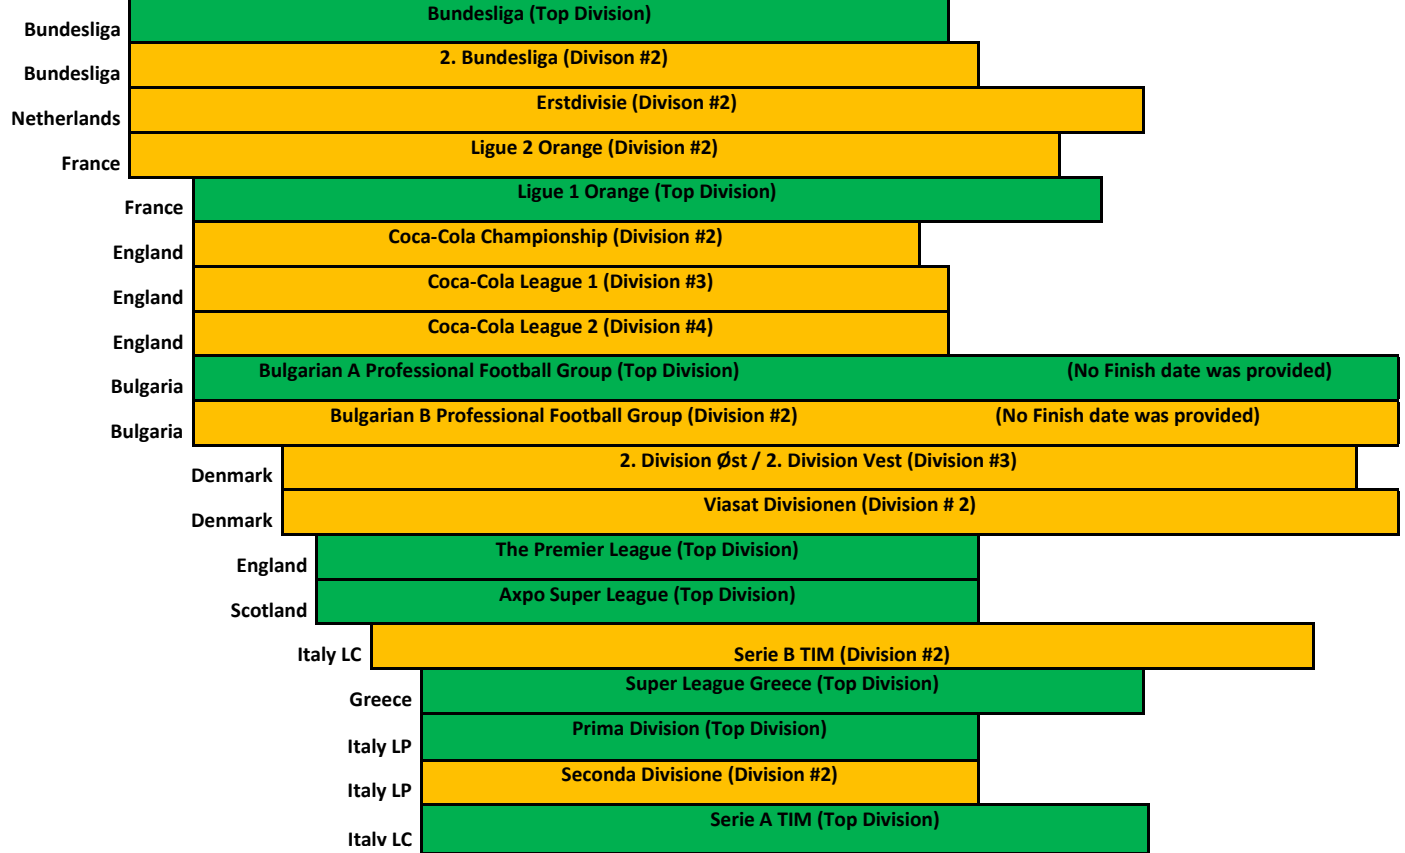 Bundesliga Bundesliga (Top Division)
Bundesliga 2. Bundesliga (Divison #2)
Netherlands Erstdivisie (Divison #2)
France Ligue 2 Orange (Division #2)
France Ligue 1 Orange (Top Division)
England Coca-Cola Championship (Division #2)
England Coca-Cola League 1 (Division #3)
England Coca-Cola League 2 (Division #4)
Bulgaria Bulgarian A Professional Football Group (Top Division) (No Finish date was provided)
Bulgaria Bulgarian B Professional Football Group (Division #2) (No Finish date was provided)
Denmark 2. Division Øst / 2. Division Vest (Division #3)
Denmark Viasat Divisionen (Division # 2)
England The Premier League (Top Division)
Scotland Axpo Super League (Top Division)
Italy LC Serie B TIM (Division #2)
Greece Super League Greece (Top Division)
Italy LP Prima Division (Top Division)
Italy LP Seconda Divisione (Division #2)
Italy LC Serie A TIM (Top Division)